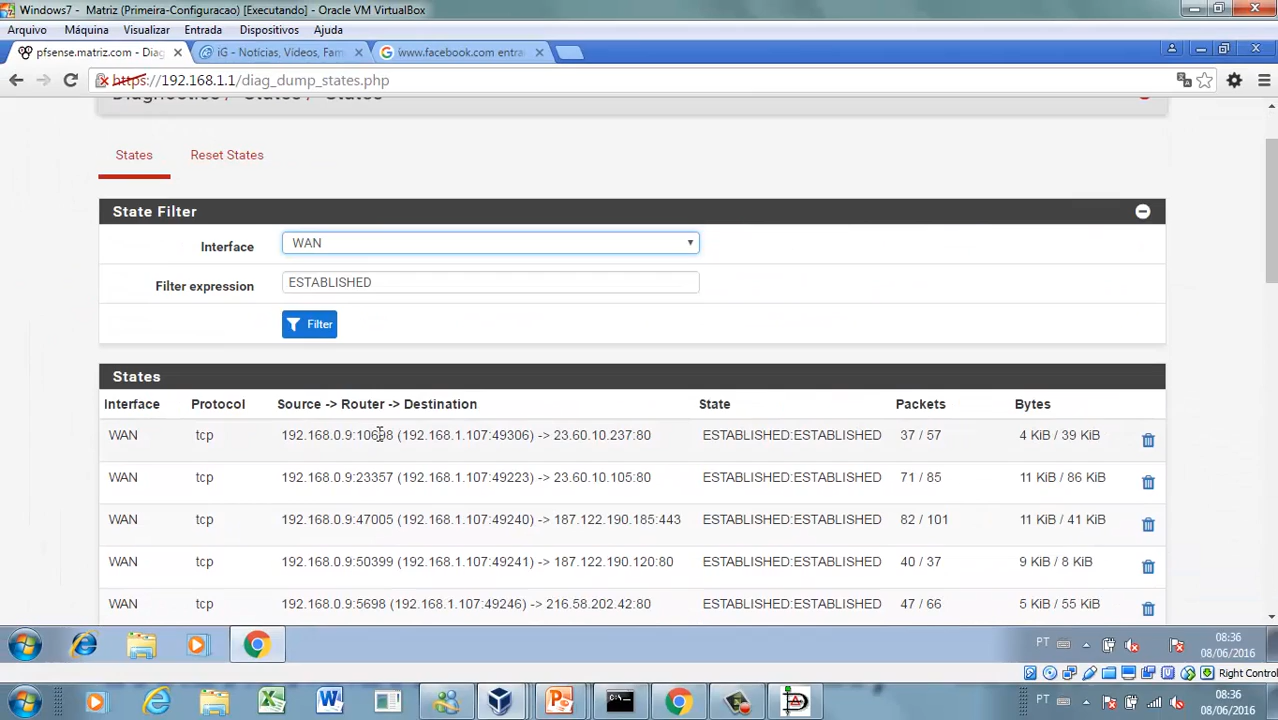 Windows7 - Matriz (Primeira-Configuracao) [Executando] - Oracle VM VirtualBox
Arquivo Máquina Visualizar Entrada Dispositivos Ajuda
pfsense.matriz.com - Diag
iG - Notícias, Vídeos, Fam
www.facebook.com entra
https://192.168.1.1/diag_dump_states.php
Diagnostics / States / States
States Reset States
State Filter
Interface WAN
Filter expression ESTABLISHED
Filter
States
Interface Protocol Source -> Router -> Destination State Packets Bytes
WAN tcp 192.168.0.9:10698 (192.168.1.107:49306) -> 23.60.10.237:80 ESTABLISHED:ESTABLISHED 37 / 57 4 KiB / 39 KiB
WAN tcp 192.168.0.9:23357 (192.168.1.107:49223) -> 23.60.10.105:80 ESTABLISHED:ESTABLISHED 71 / 85 11 KiB / 86 KiB
WAN tcp 192.168.0.9:47005 (192.168.1.107:49240) -> 187.122.190.185:443 ESTABLISHED:ESTABLISHED 82 / 101 11 KiB / 41 KiB
WAN tcp 192.168.0.9:50399 (192.168.1.107:49241) -> 187.122.190.120:80 ESTABLISHED:ESTABLISHED 40 / 37 9 KiB / 8 KiB
WAN tcp 192.168.0.9:5698 (192.168.1.107:49246) -> 216.58.202.42:80 ESTABLISHED:ESTABLISHED 47 / 66 5 KiB / 55 KiB
PT 08:36
08/06/2016
Right Control
PT 08:36
08/06/2016